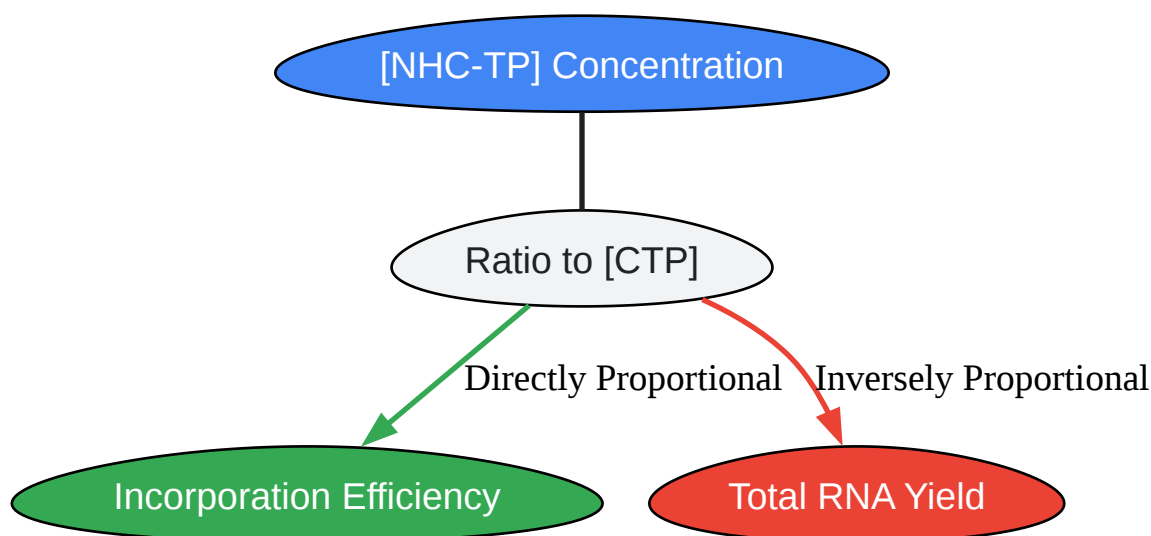 [NHC-TP] Concentration
Ratio to [CTP]
Directly Proportional
Inversely Proportional
Incorporation Efficiency
Total RNA Yield